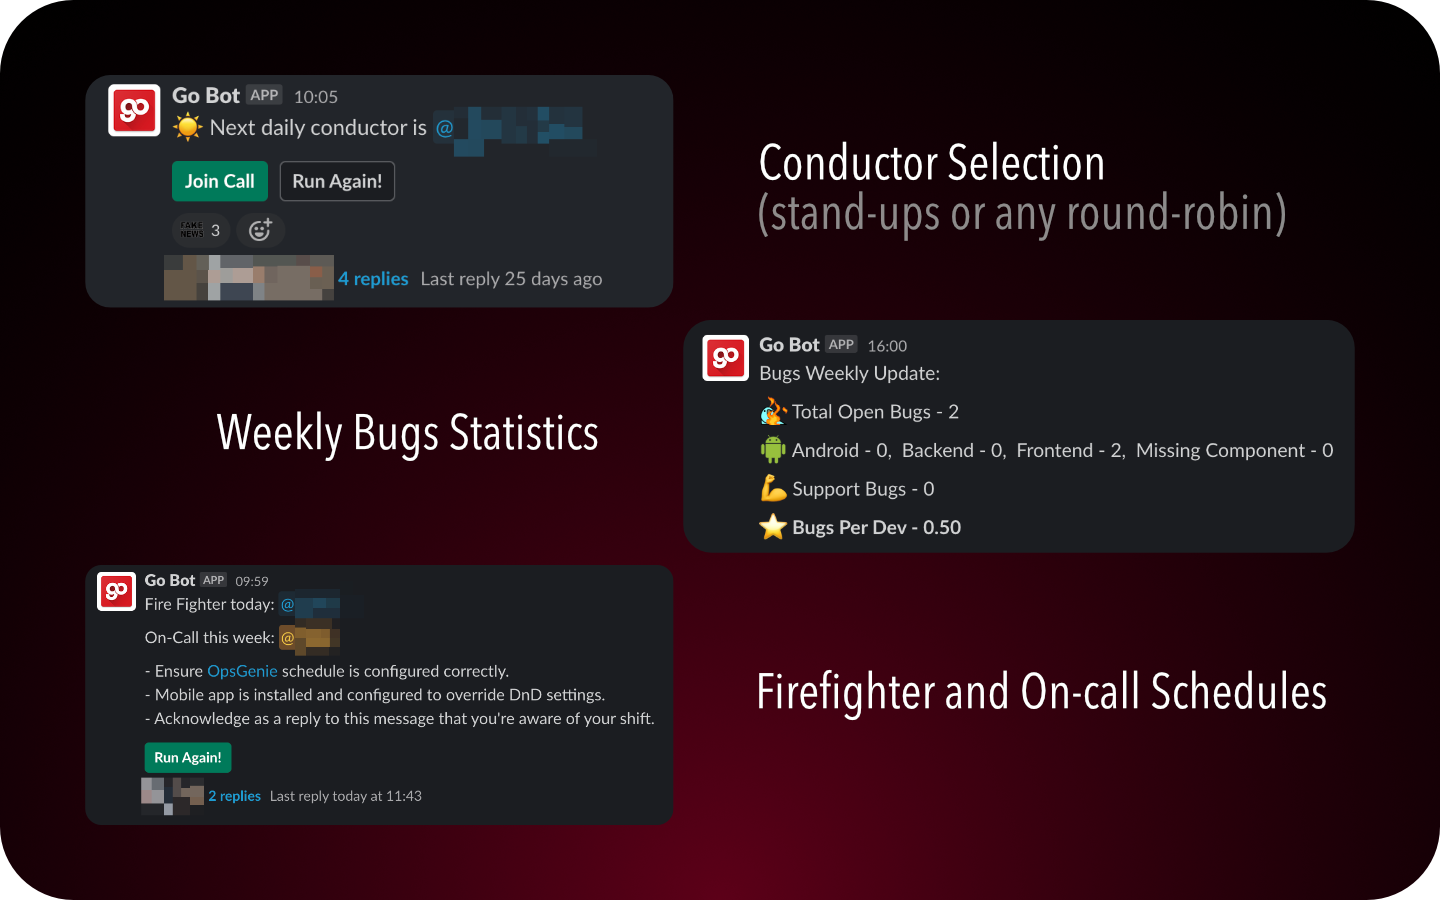 go
Go Bot APP 10:05
Next daily conductor is @
Join Call Run Again!
FAKE NEWS 3
4 replies Last reply 25 days ago
Conductor Selection
(stand-ups or any round-robin)
Weekly Bugs Statistics
go
Go Bot APP 16:00
Bugs Weekly Update:
Total Open Bugs - 2
Android - 0, Backend - 0, Frontend - 2, Missing Component - 0
Support Bugs - 0
Bugs Per Dev - 0.50
go
Go Bot APP 09:59
Fire Fighter today: @
On-Call this week: @
- Ensure OpsGenie schedule is configured correctly.
- Mobile app is installed and configured to override DnD settings.
- Acknowledge as a reply to this message that you're aware of your shift.
Run Again!
2 replies Last reply today at 11:43
Firefighter and On-call Schedules